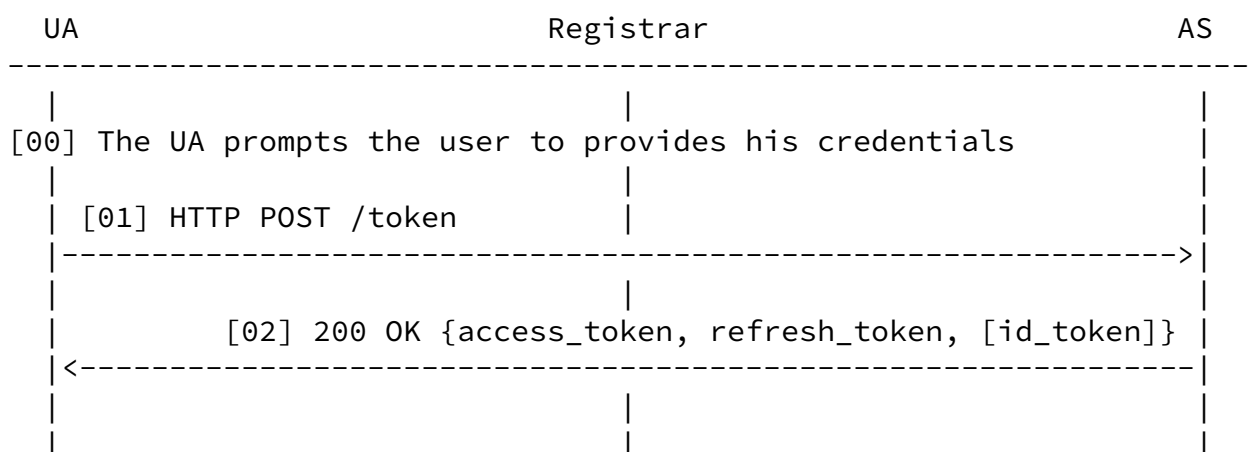 UA Registrar AS
[00] The UA prompts the user to provides his credentials
[01] HTTP POST /token
[02] 200 OK {access_token, refresh_token, [id_token]}